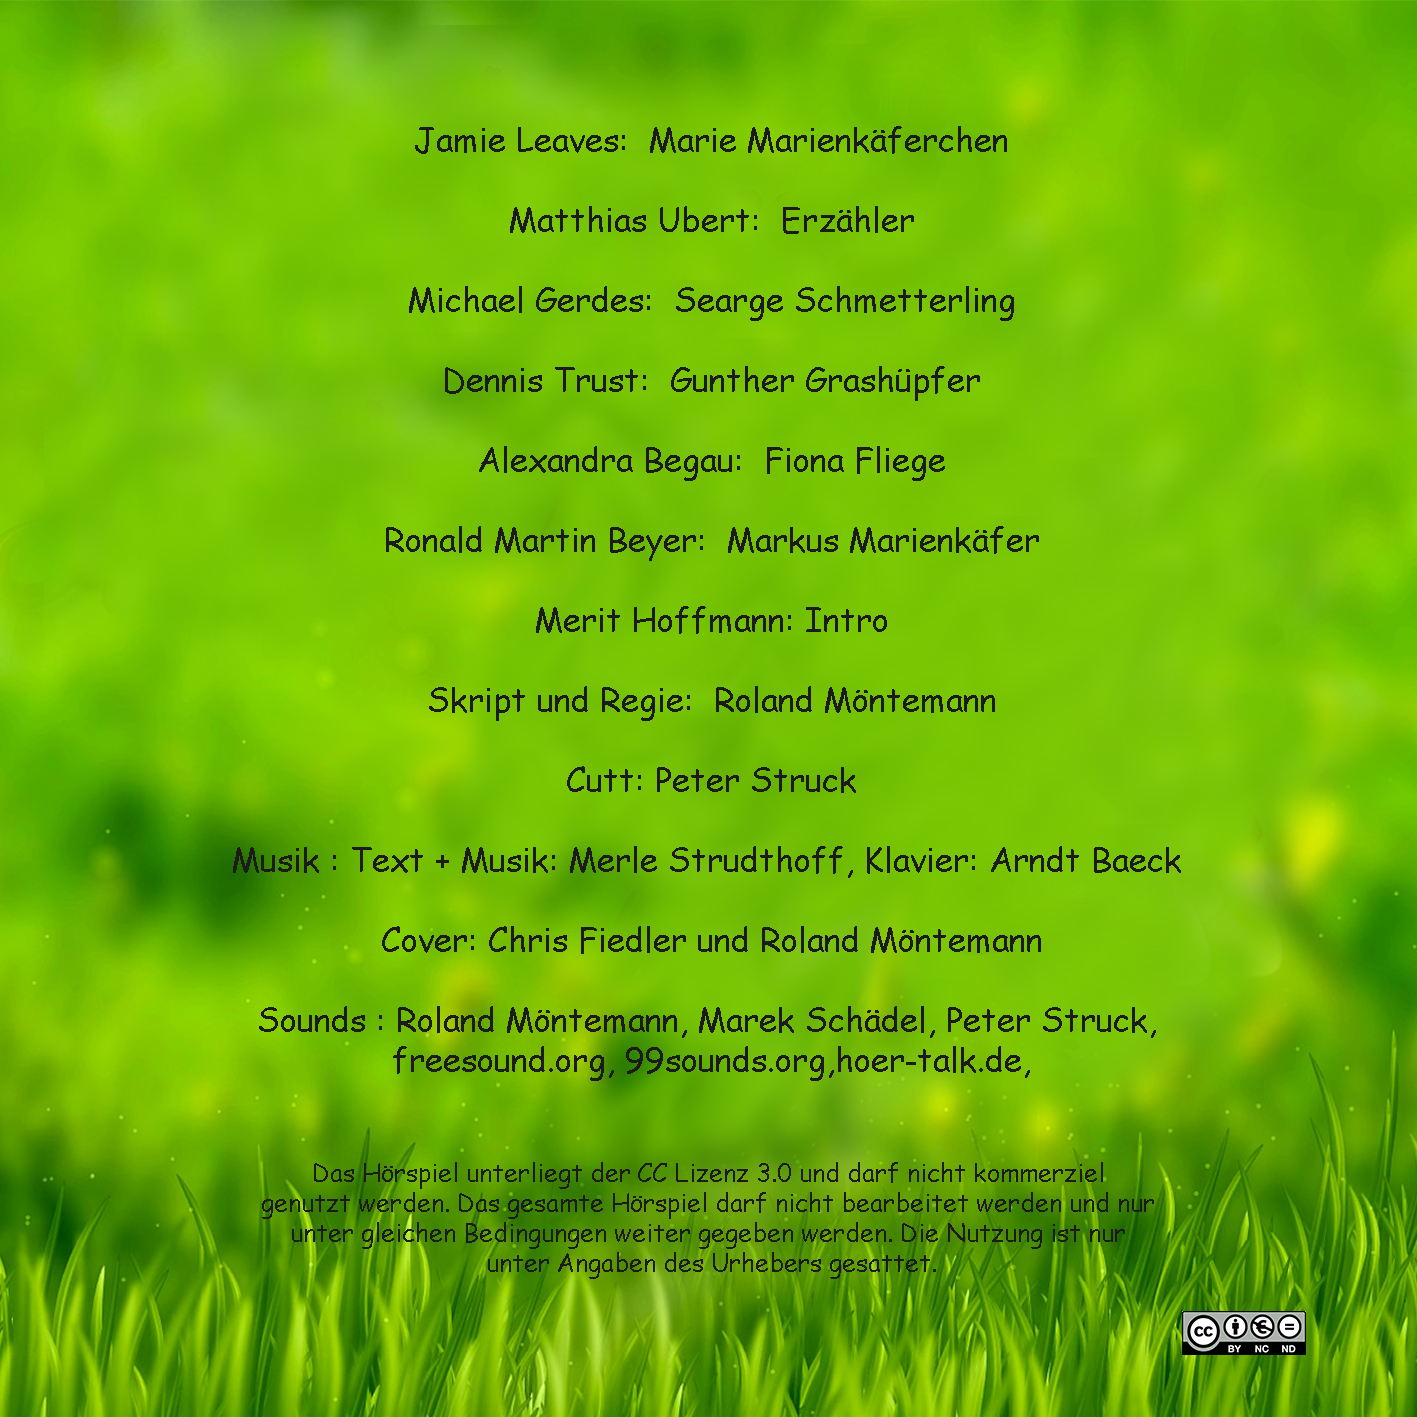 Jamie Leaves:  Marie Marienkäferchen
Matthias Ubert:  Erzähler
Michael Gerdes:  Searge Schmetterling
Dennis Trust:  Gunther Grashüpfer
Alexandra Begau:  Fiona Fliege
Ronald Martin Beyer:  Markus Marienkäfer
Merit Hoffmann: Intro
Skript und Regie:  Roland Möntemann
Cutt: Peter Struck
Musik : Text + Musik: Merle Strudthoff, Klavier: Arndt Baeck
Cover: Chris Fiedler und Roland Möntemann
Sounds : Roland Möntemann, Marek Schädel, Peter Struck,
freesound.org, 99sounds.org,hoer-talk.de,
Das Hörspiel unterliegt der CC Lizenz 3.0 und darf nicht kommerziel
genutzt werden. Das gesamte Hörspiel darf nicht bearbeitet werden und nur
unter gleichen Bedingungen weiter gegeben werden. Die Nutzung ist nur
unter Angaben des Urhebers gesattet.
cc
BY NC ND